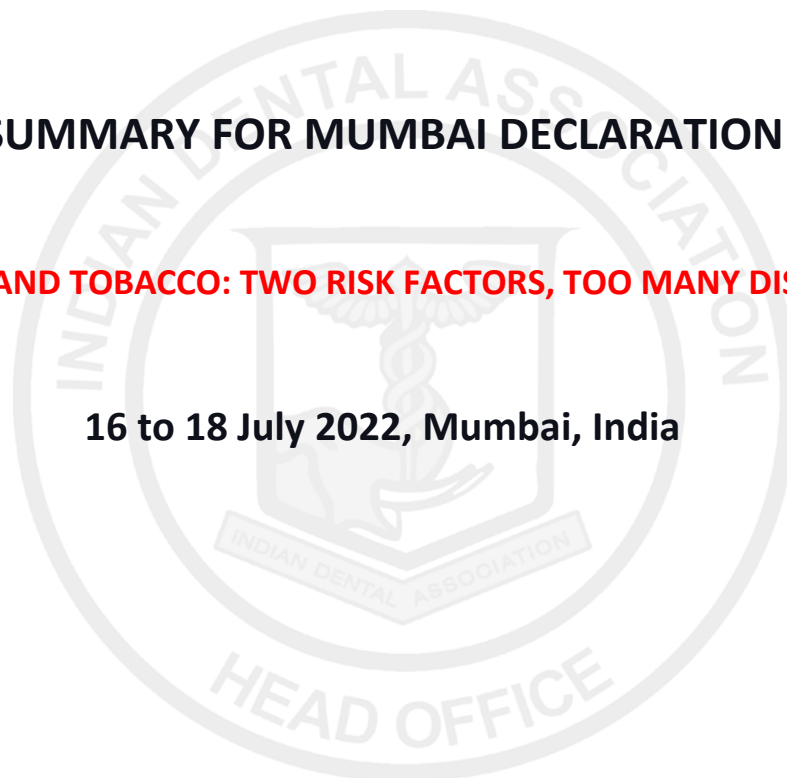 SUMMARY FOR MUMBAI DECLARATION
AND TOBACCO: TWO RISK FACTORS, TOO MANY DIS
16 to 18 July 2022, Mumbai, India
INDIAN DENTAL ASSOCIATION
INDIAN DENTAL ASSOCIATION
HEAD OFFICE